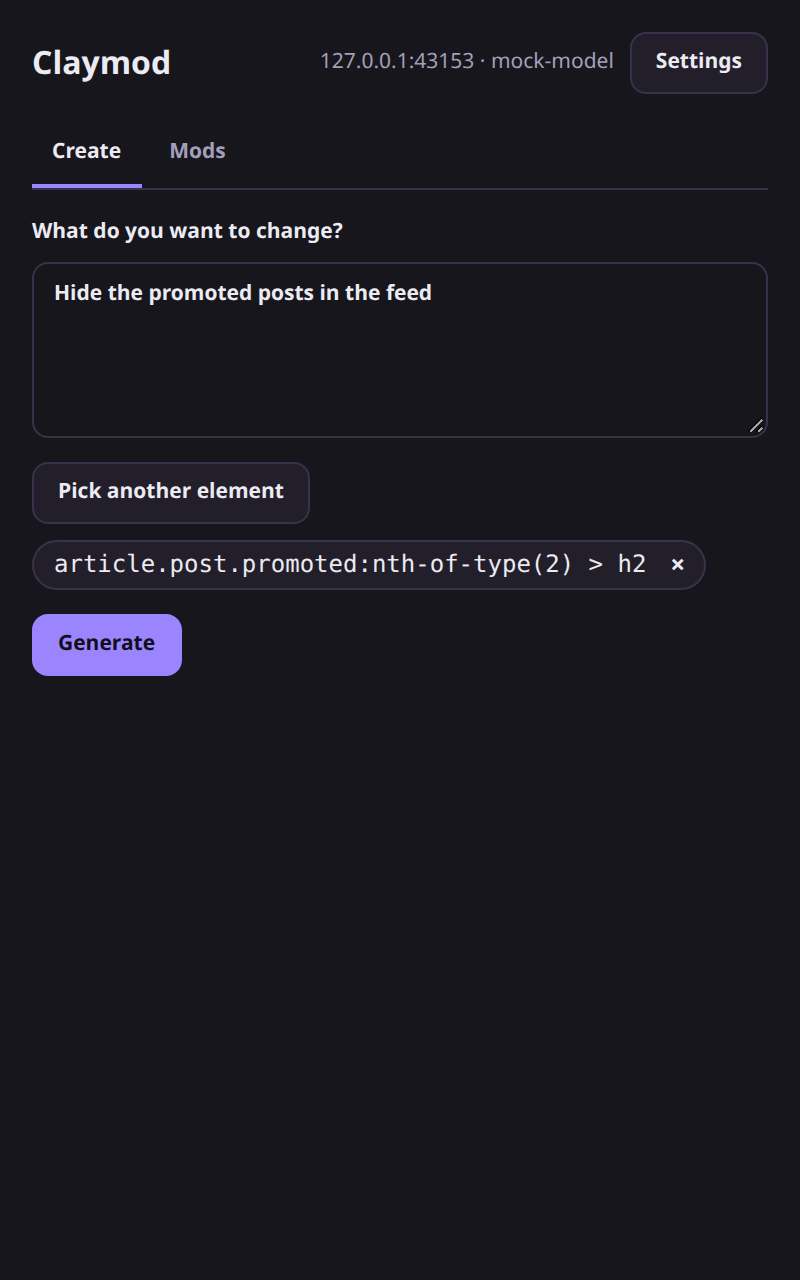 Claymod
127.0.0.1:43153 · mock-model
Settings
Create
Mods
What do you want to change?
Hide the promoted posts in the feed
Pick another element
article.post.promoted:nth-of-type(2) > h2 ×
Generate